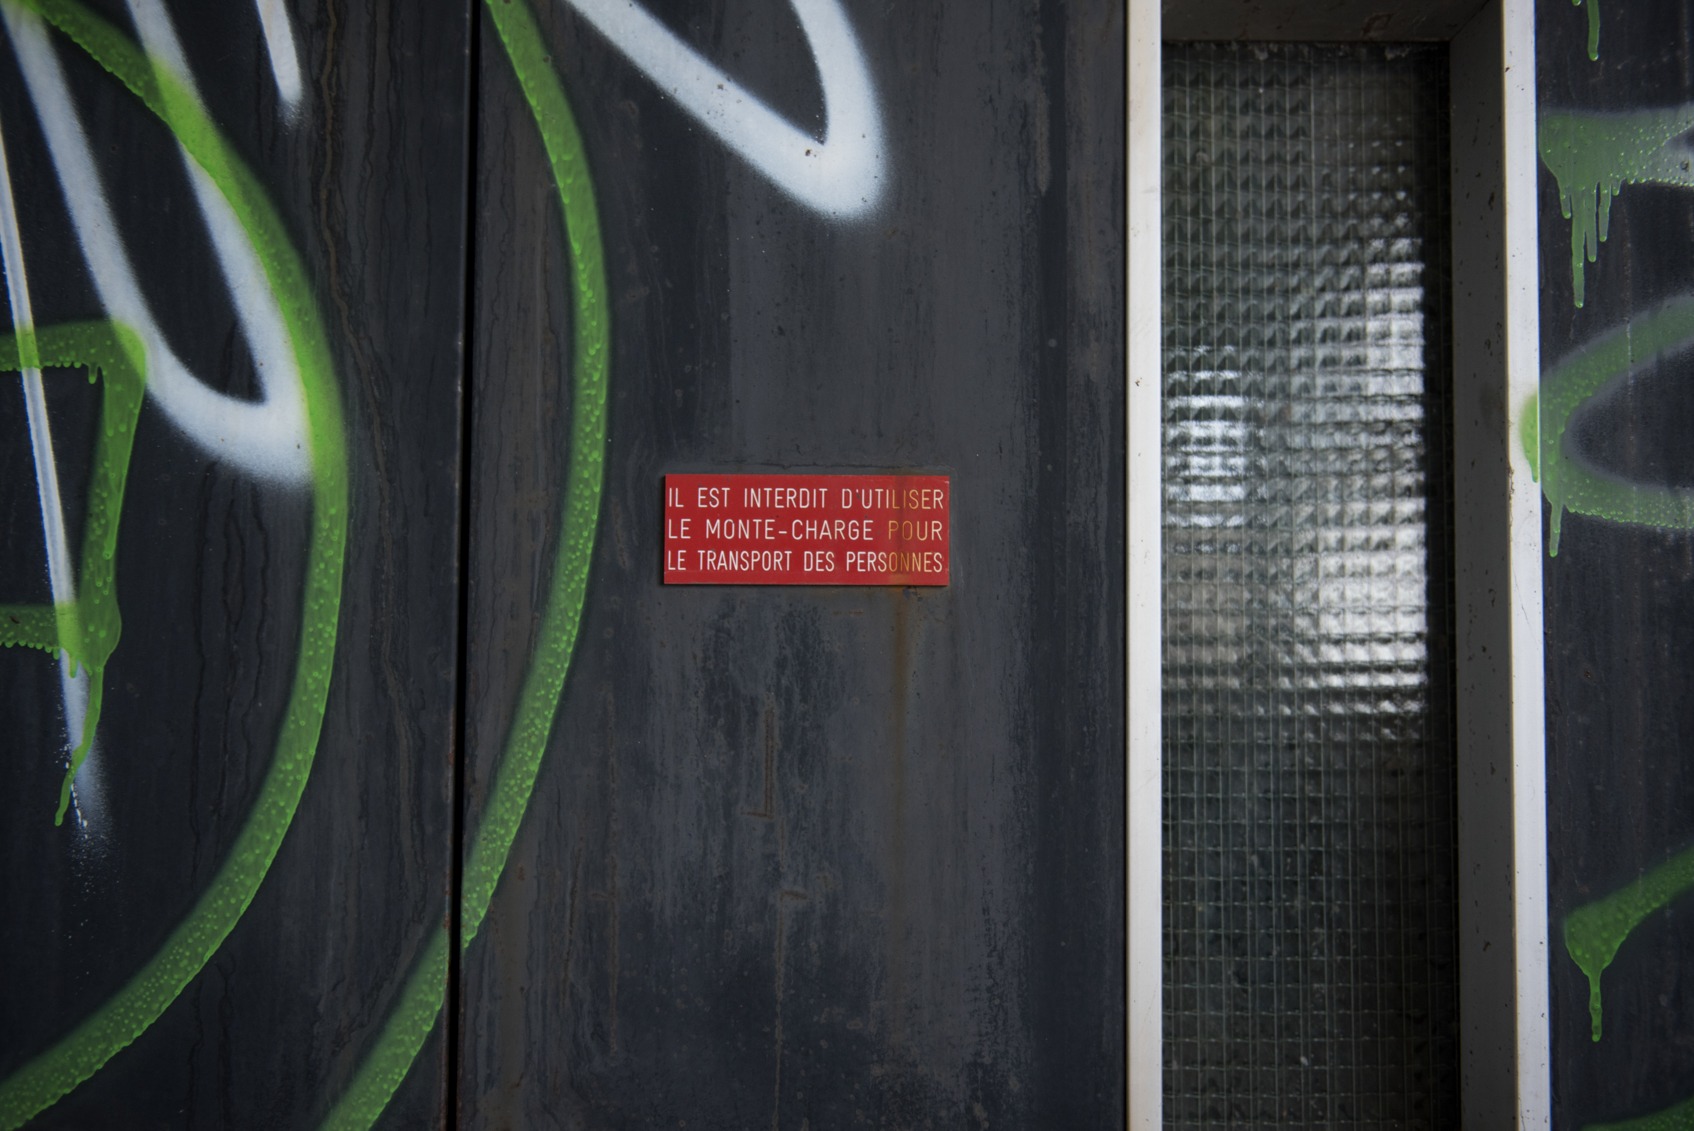 IL EST INTERDIT D'UTILISER
LE MONTE-CHARGE POUR
LE TRANSPORT DES PERSONNES